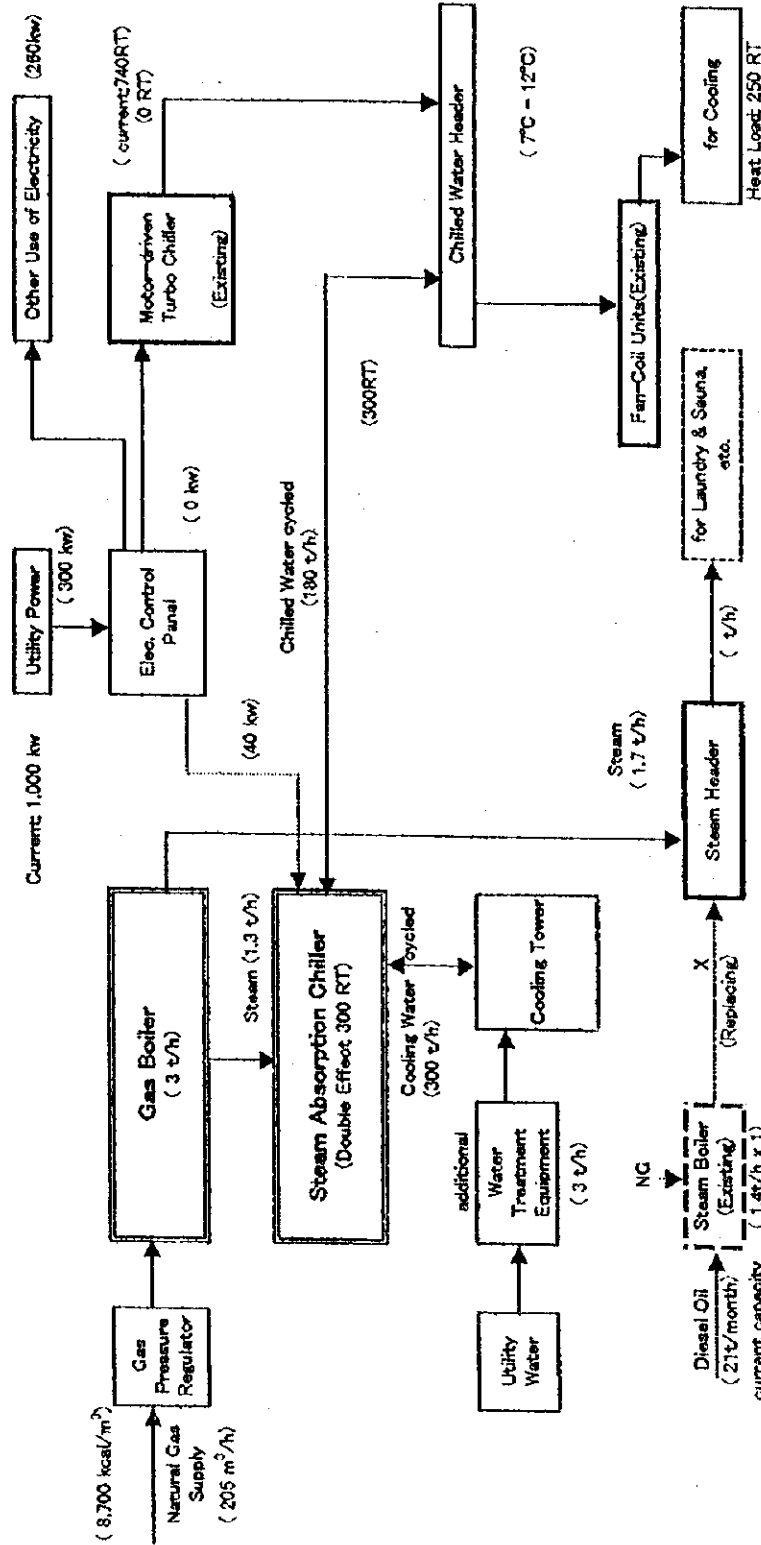 ( 8,700 kcal/m³)
Natural Gas
Supply
( 205 m³/h)
Gas
Pressure
Regulator
Gas Boiler
( 3 t/h)
Steam (1.3 t/h)
Steam Absorption Chiller
(Double Effect 300 RT)
Cooling Water cycled
(300 t/h)
Utility
Water
additional
Water
Treatment
Equipment
( 3 t/h)
Cooling Tower
Diesel Oil
( 21t/month)
current capacity
NG
Steam Boiler
(Existing)
( 1.4t/h x 1)
X
(Replacing)
Steam Header
Steam
( 1.7 t/h)
( t/h)
for Laundry & Sauna,
etc.
Current: 1,000 kw
Utility Power
( 300 kw)
Elec. Control
Panal
(40 kw)
( 0 kw)
Other Use of Electricity
(260kw)
Motor-driven
Turbo Chiller
(Existing)
( current:740RT)
(0 RT)
Chilled Water cycled
(180 t/h)
(300RT)
Chilled Water Header
( 7°C - 12°C)
Fan-Coil Units(Existing)
for Cooling
Heat Load: 250 RT